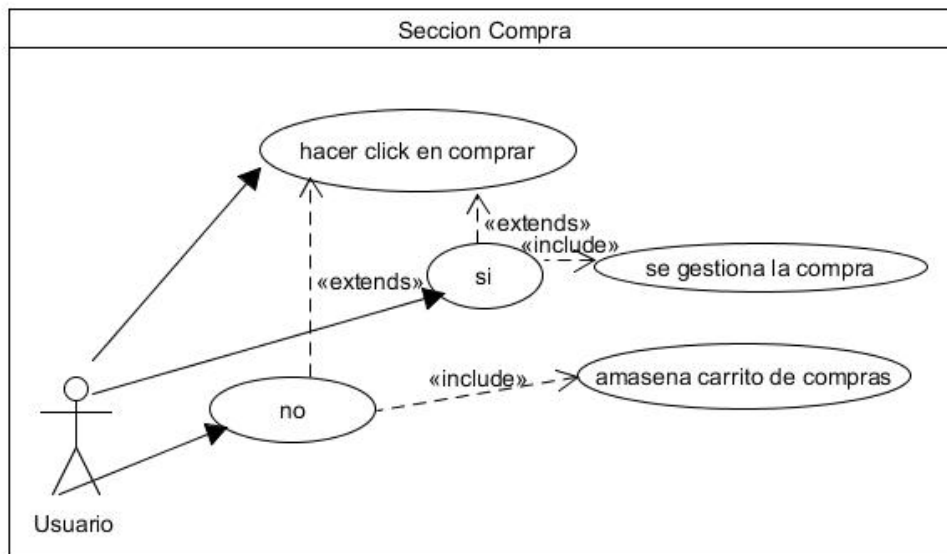 Seccion Compra
hacer click en comprar
«extends»
«include»
si
se gestiona la compra
«extends»
«include»
amasena carrito de compras
no
Usuario